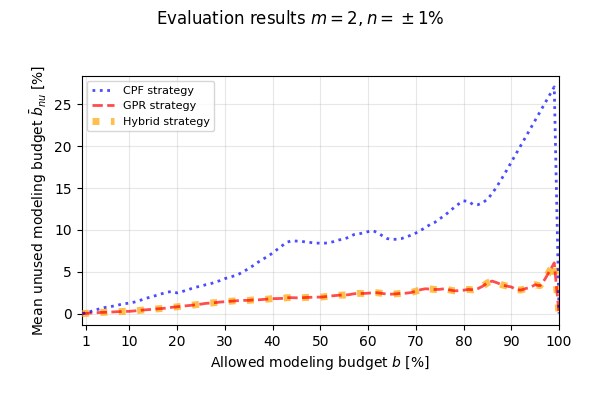 Evaluation results m = 2, n = ±1%
Mean unused modeling budget b̄nu [%]
25
20
15
10
5
0
CPF strategy
GPR strategy
Hybrid strategy
1 10 20 30 40 50 60 70 80 90 100
Allowed modeling budget b [%]